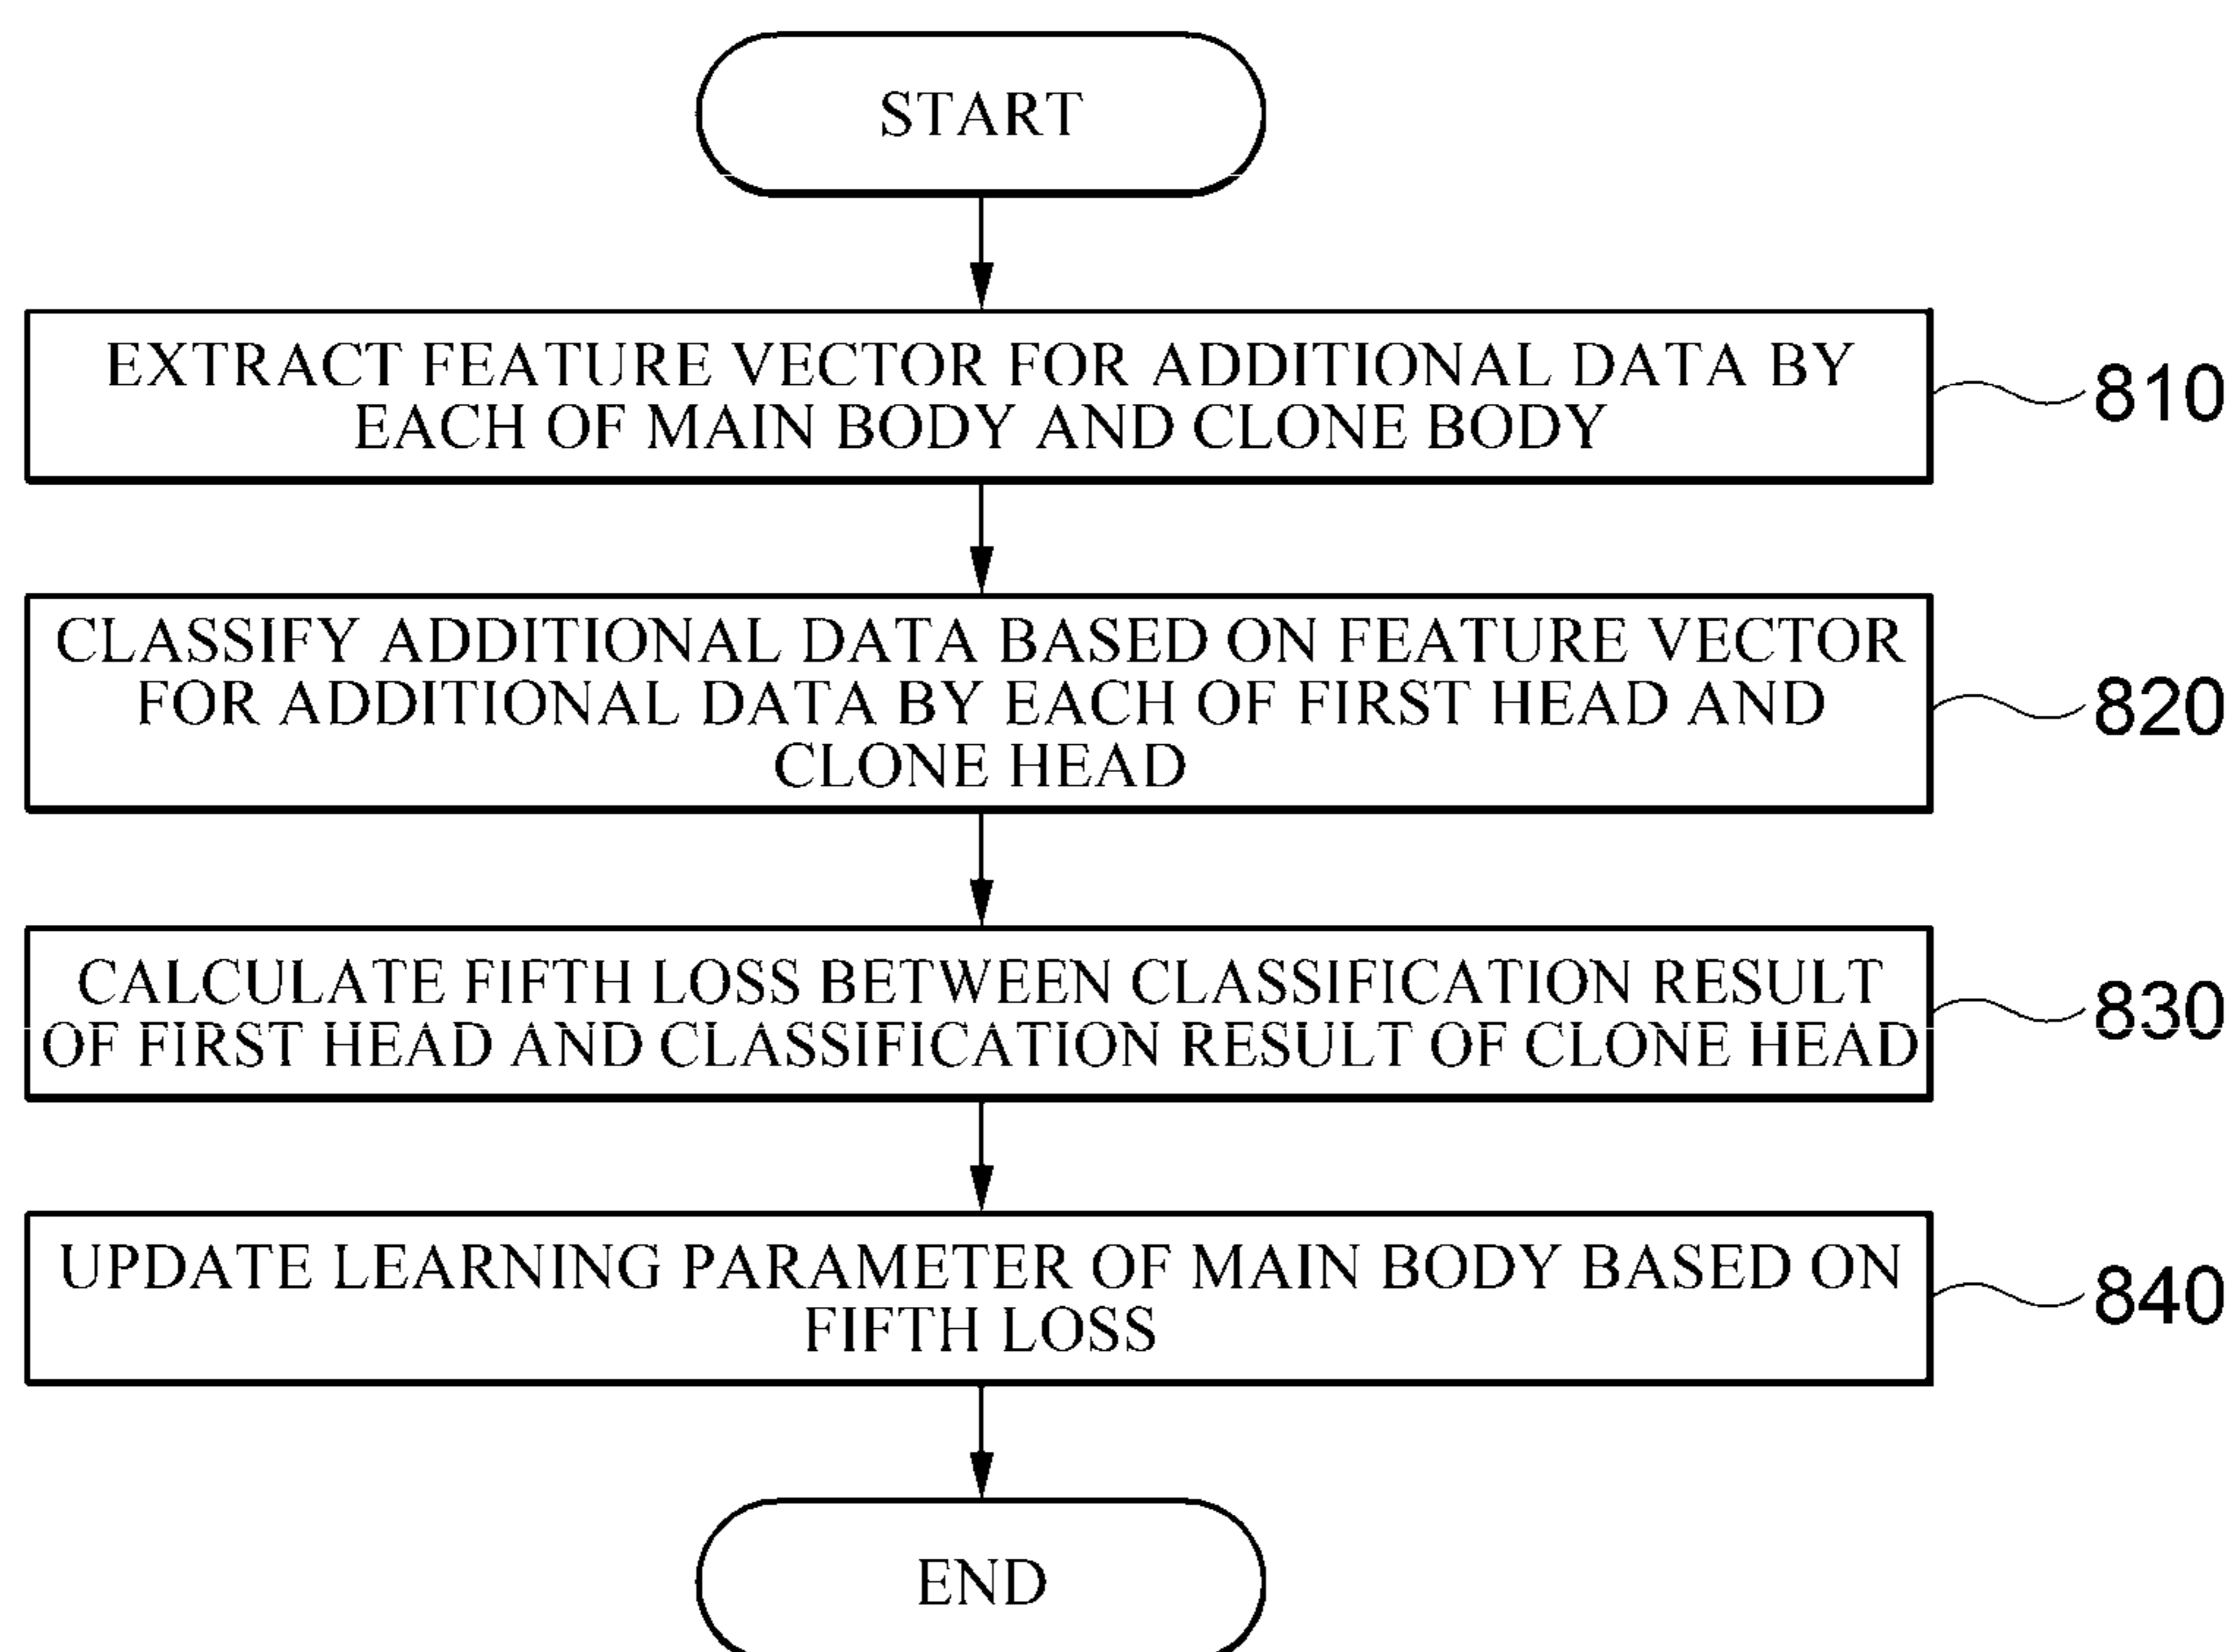 START
EXTRACT FEATURE VECTOR FOR ADDITIONAL DATA BY
EACH OF MAIN BODY AND CLONE BODY
810
CLASSIFY ADDITIONAL DATA BASED ON FEATURE VECTOR
FOR ADDITIONAL DATA BY EACH OF FIRST HEAD AND
CLONE HEAD
820
CALCULATE FIFTH LOSS BETWEEN CLASSIFICATION RESULT
OF FIRST HEAD AND CLASSIFICATION RESULT OF CLONE HEAD
830
UPDATE LEARNING PARAMETER OF MAIN BODY BASED ON
FIFTH LOSS
840
END